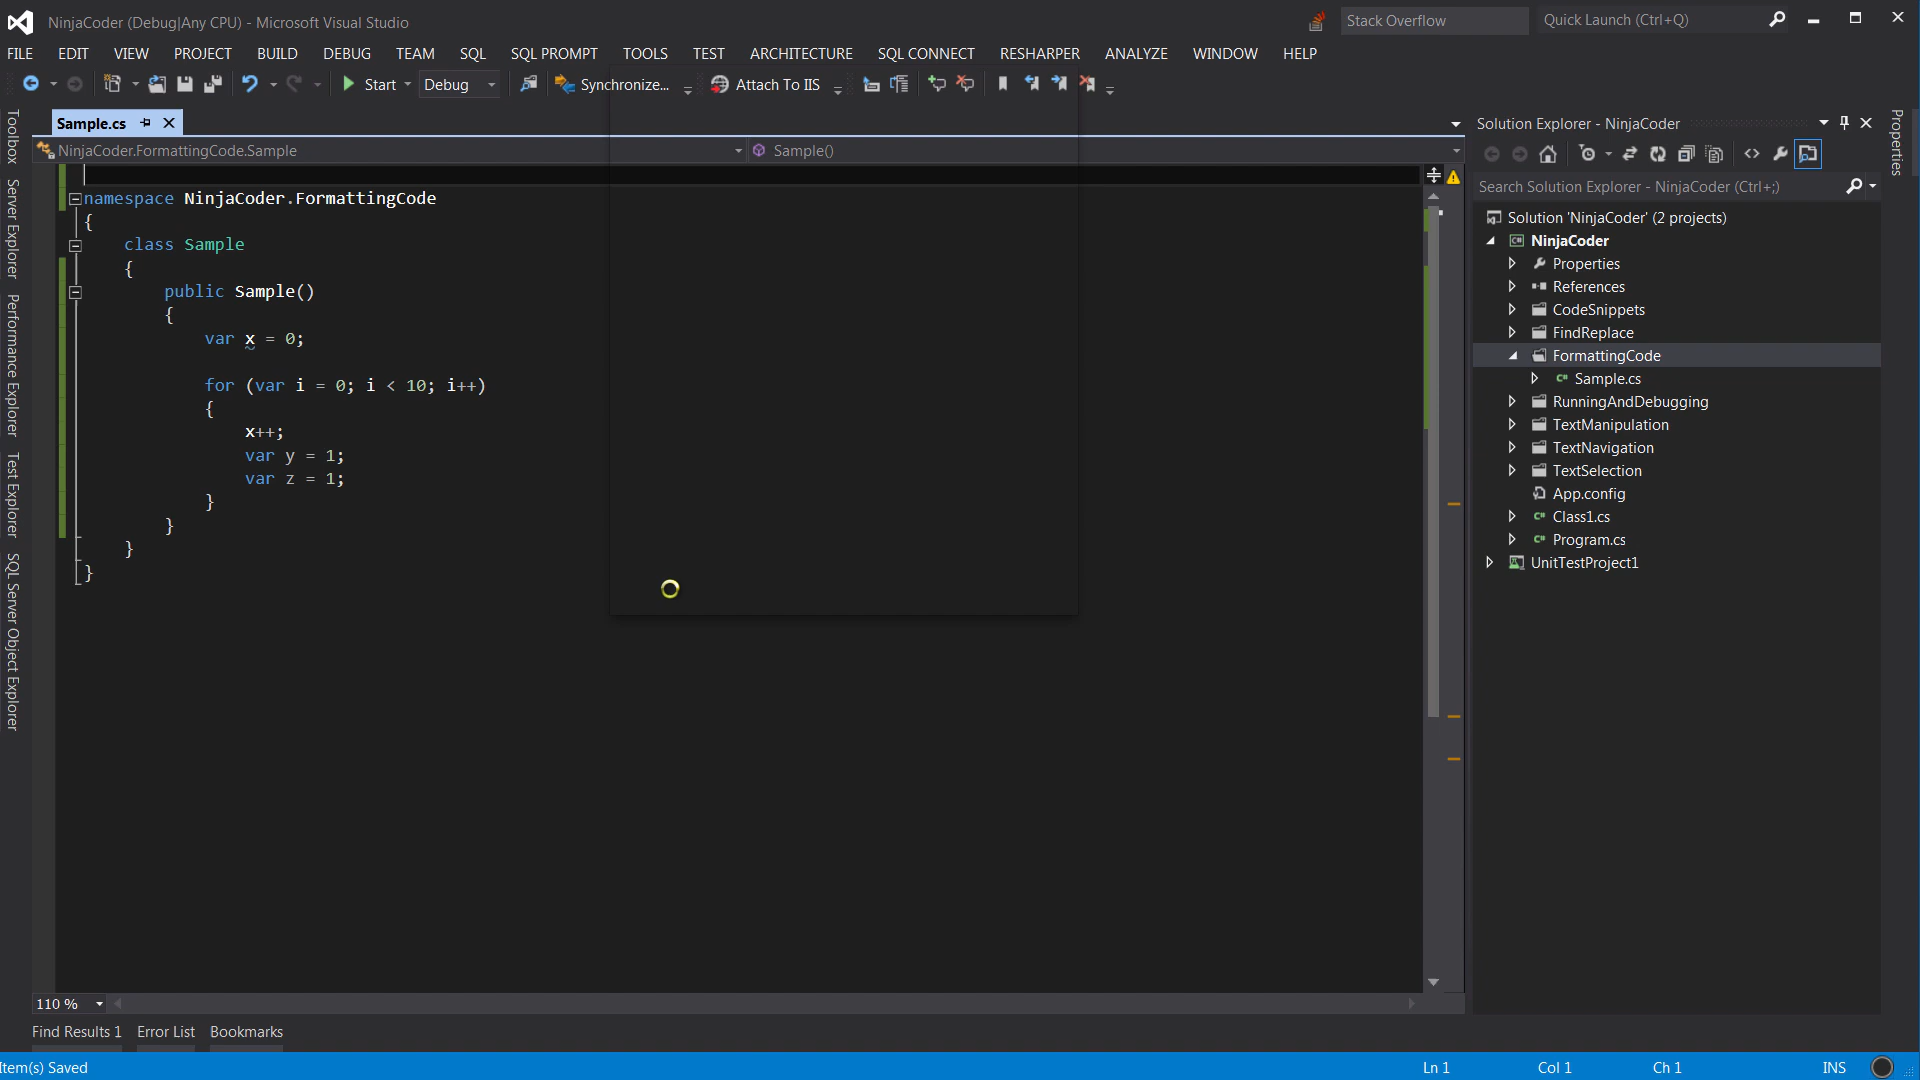 NinjaCoder (Debug|Any CPU) - Microsoft Visual Studio
Stack Overflow
Quick Launch (Ctrl+Q)
FILE EDIT VIEW PROJECT BUILD DEBUG TEAM SQL SQL PROMPT TOOLS TEST ARCHITECTURE SQL CONNECT RESHARPER ANALYZE WINDOW HELP
Start Debug Synchronize... Attach To IIS
Toolbox
Server Explorer
Performance Explorer
Test Explorer
SQL Server Object Explorer
Sample.cs
NinjaCoder.FormattingCode.Sample
Sample()
namespace NinjaCoder.FormattingCode
{
class Sample
{
public Sample()
{
var x = 0;
for (var i = 0; i < 10; i++)
{
x++;
var y = 1;
var z = 1;
}
}
}
}
110 %
Find Results 1 Error List Bookmarks
Solution Explorer - NinjaCoder
Search Solution Explorer - NinjaCoder (Ctrl+;)
Solution 'NinjaCoder' (2 projects)
NinjaCoder
Properties
References
CodeSnippets
FindReplace
FormattingCode
Sample.cs
RunningAndDebugging
TextManipulation
TextNavigation
TextSelection
App.config
Class1.cs
Program.cs
UnitTestProject1
Properties
Item(s) Saved
Ln 1 Col 1 Ch 1 INS